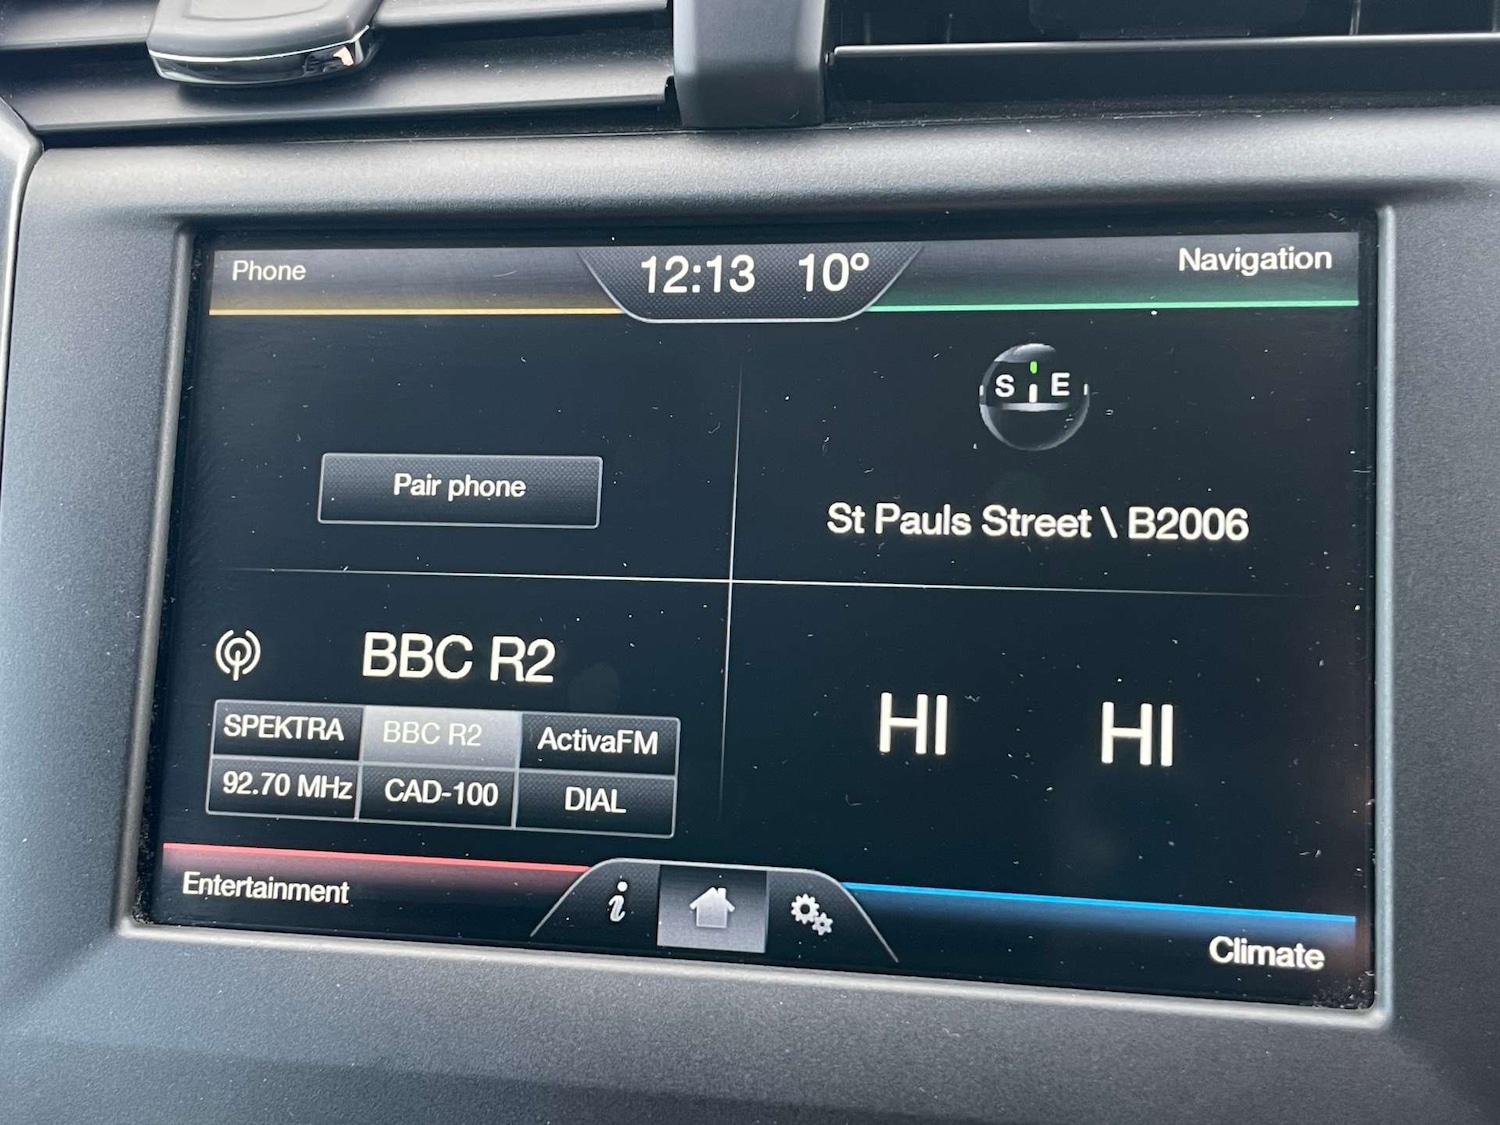 Phone
12:13 10°
Navigation
S E
Pair phone
St Pauls Street \ B2006
BBC R2
SPEKTRA BBC R2 ActivaFM
92.70 MHz CAD-100 DIAL
HI HI
Entertainment
i
Climate